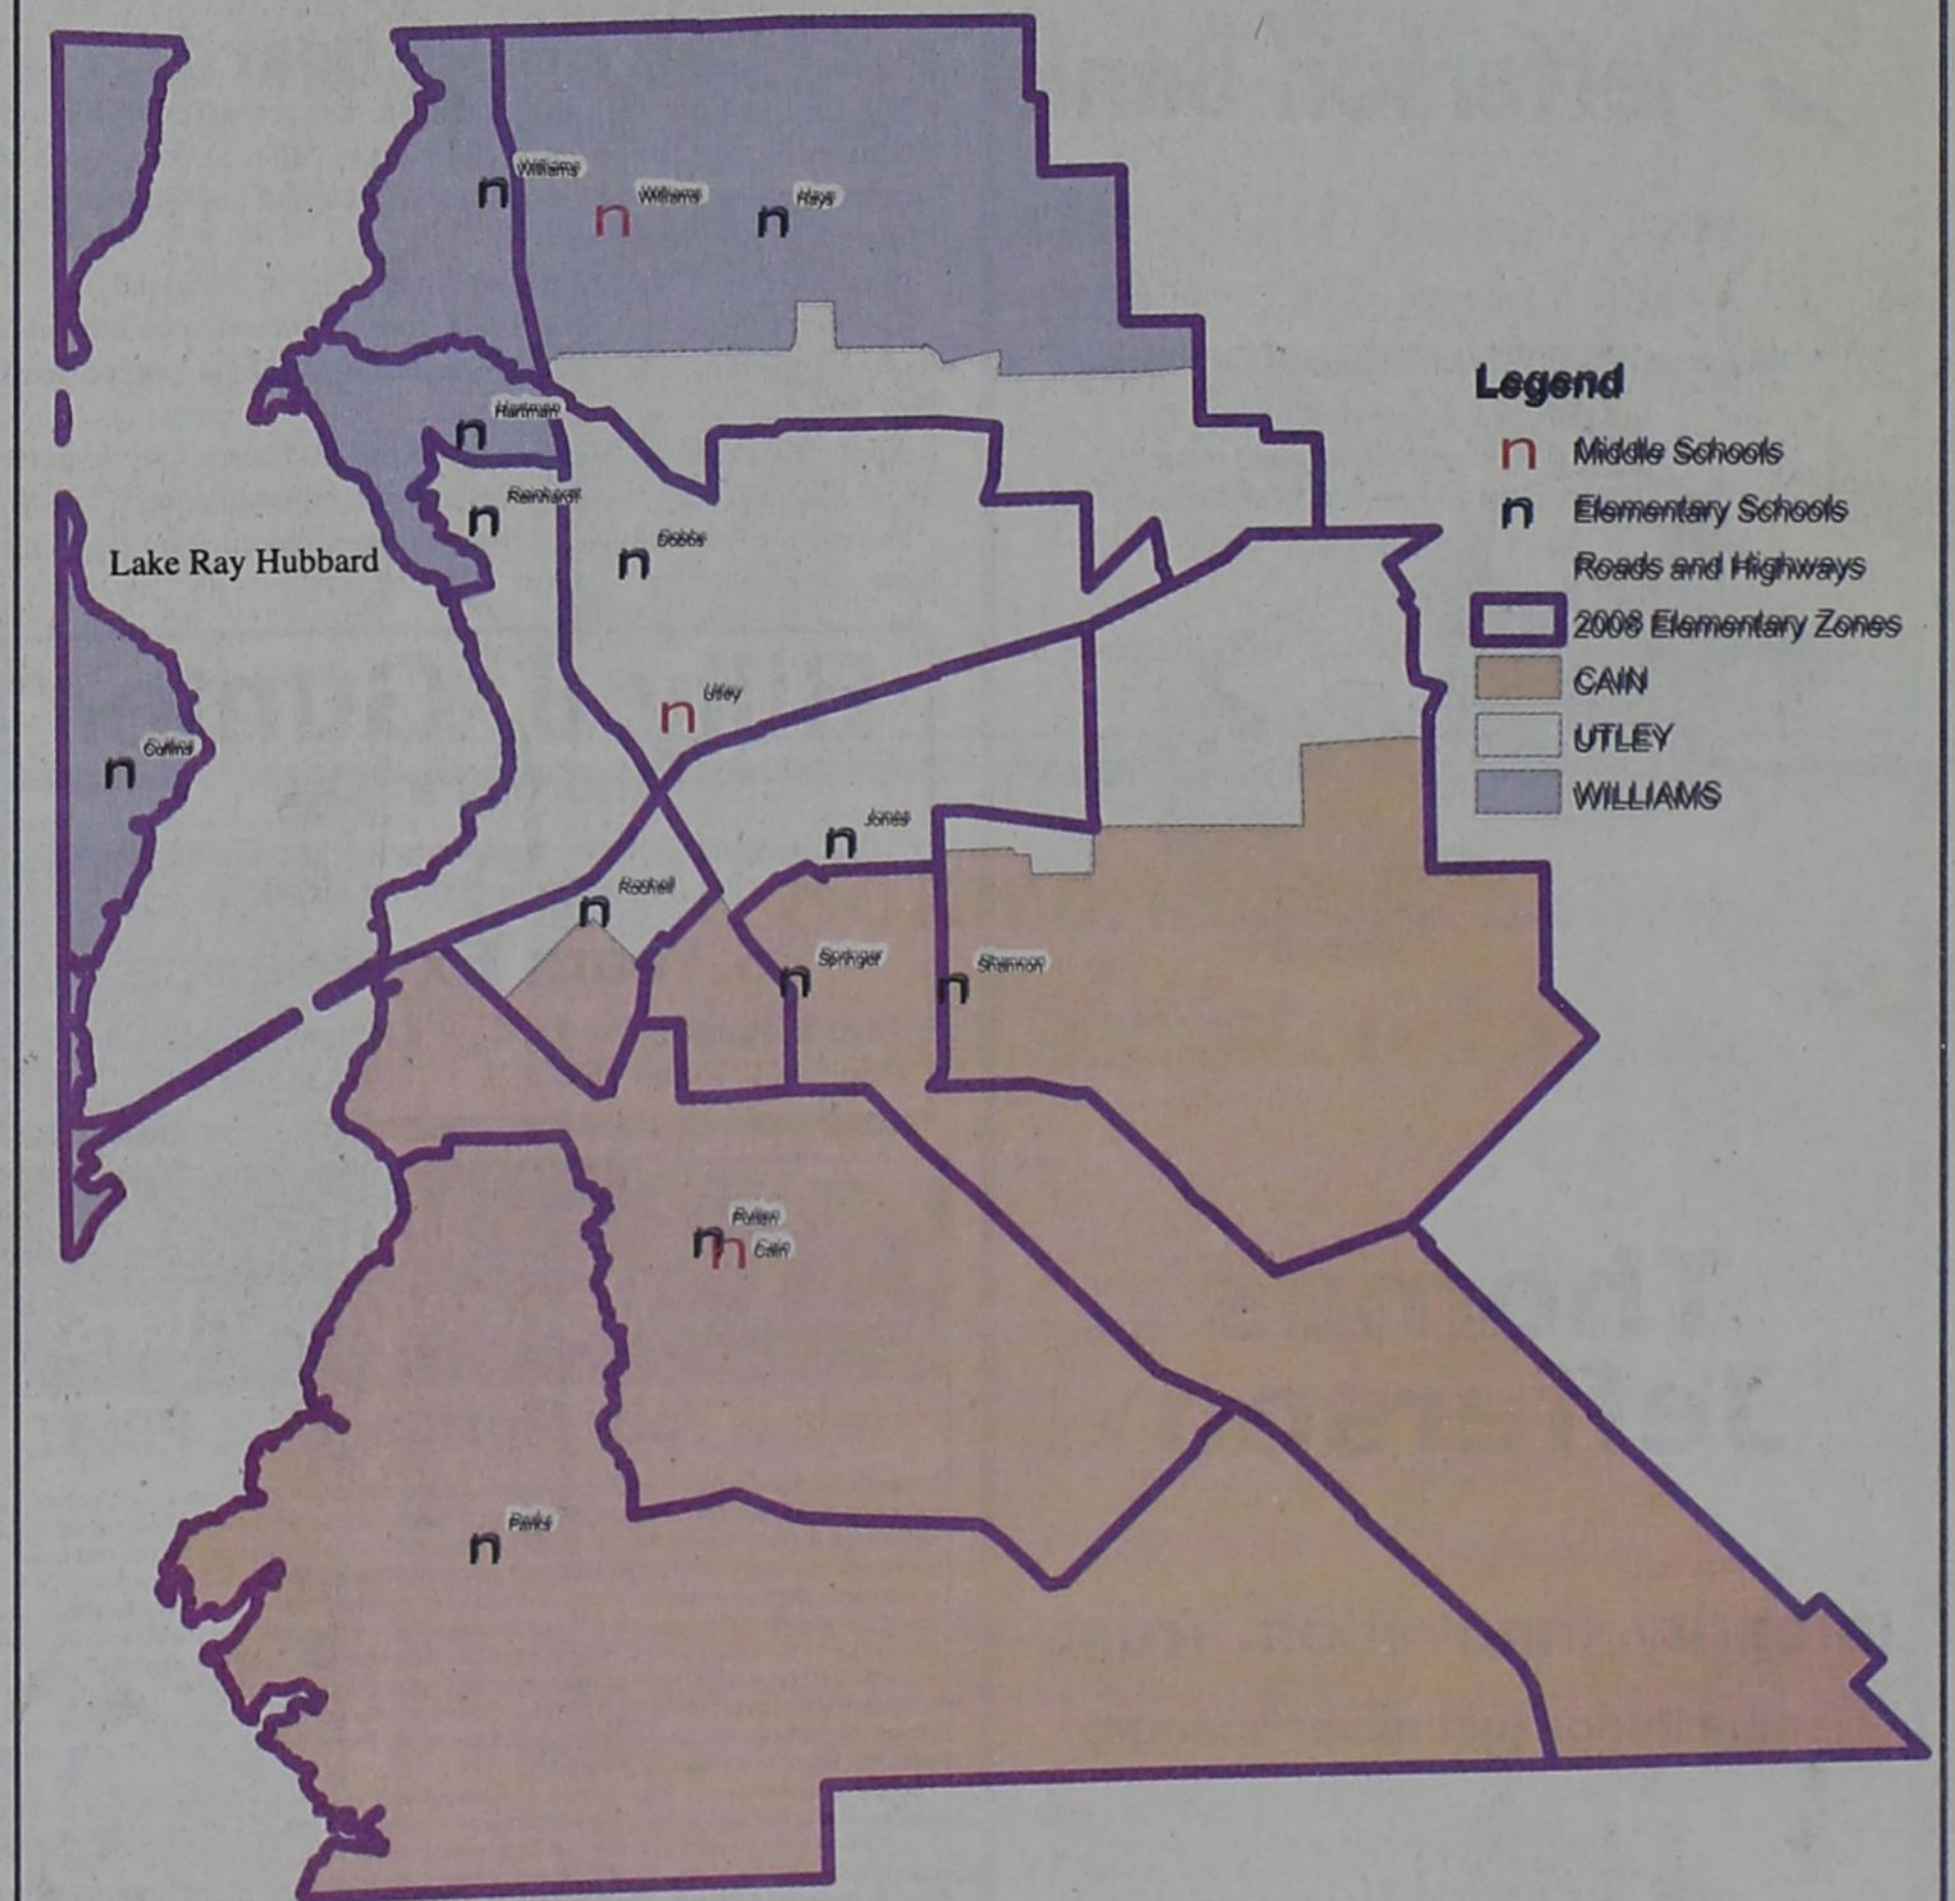 Williams
n
n
Williams
n
Hays
n
Hartman
n
Reinhardt
n
Dobbs
Lake Ray Hubbard
n
Utley
n
Cullins
n
Jones
n
Rochell
n
Springer
n
Shannon
n
Pullen
n
Cain
n
Parks
Legend
n Middle Schools
n Elementary Schools
Roads and Highways
2008 Elementary Zones
CAIN
UTLEY
WILLIAMS